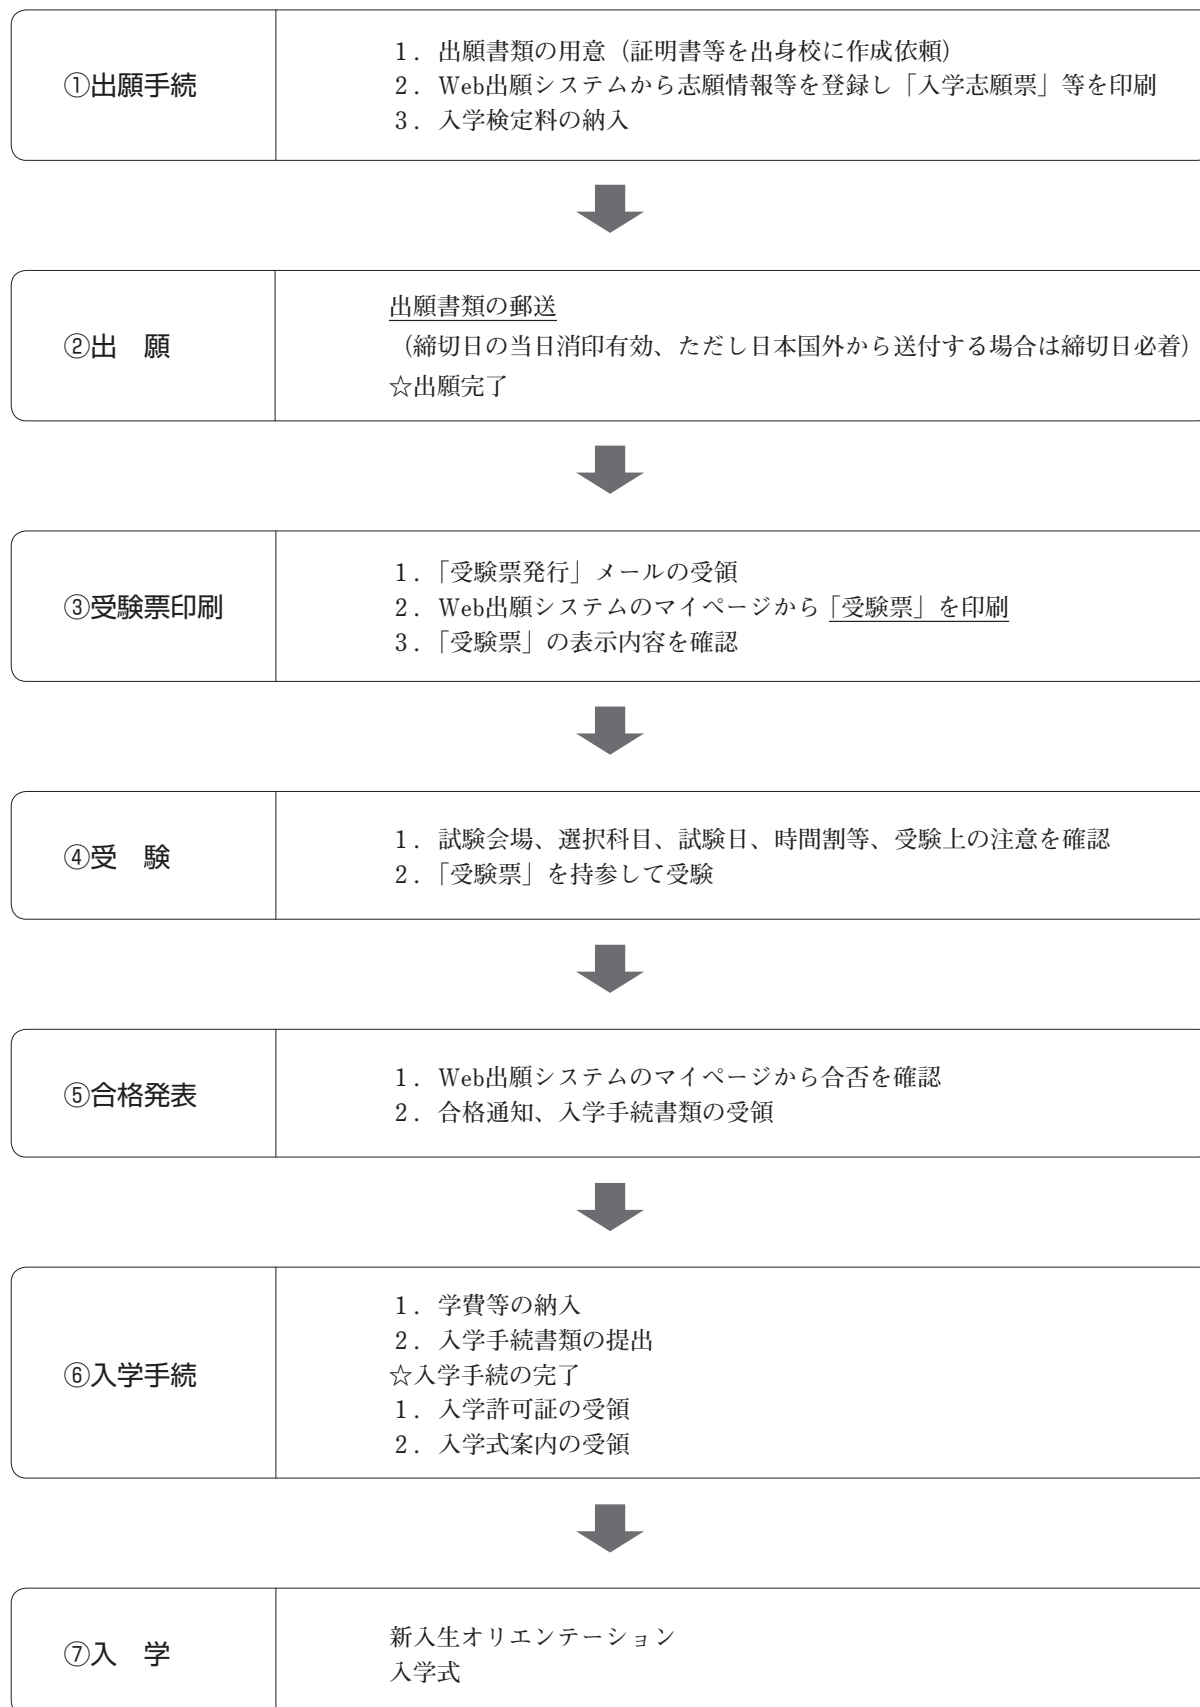 ①出願手続
1．出願書類の用意（証明書等を出身校に作成依頼）
2．Web出願システムから志願情報等を登録し「入学志願票」等を印刷
3．入学検定料の納入
②出　願
出願書類の郵送
（締切日の当日消印有効、ただし日本国外から送付する場合は締切日必着）
☆出願完了
③受験票印刷
1．「受験票発行」メールの受領
2．Web出願システムのマイページから「受験票」を印刷
3．「受験票」の表示内容を確認
④受　験
1．試験会場、選択科目、試験日、時間割等、受験上の注意を確認
2．「受験票」を持参して受験
⑤合格発表
1．Web出願システムのマイページから合否を確認
2．合格通知、入学手続書類の受領
⑥入学手続
1．学費等の納入
2．入学手続書類の提出
☆入学手続の完了
1．入学許可証の受領
2．入学式案内の受領
⑦入　学
新入生オリエンテーション
入学式